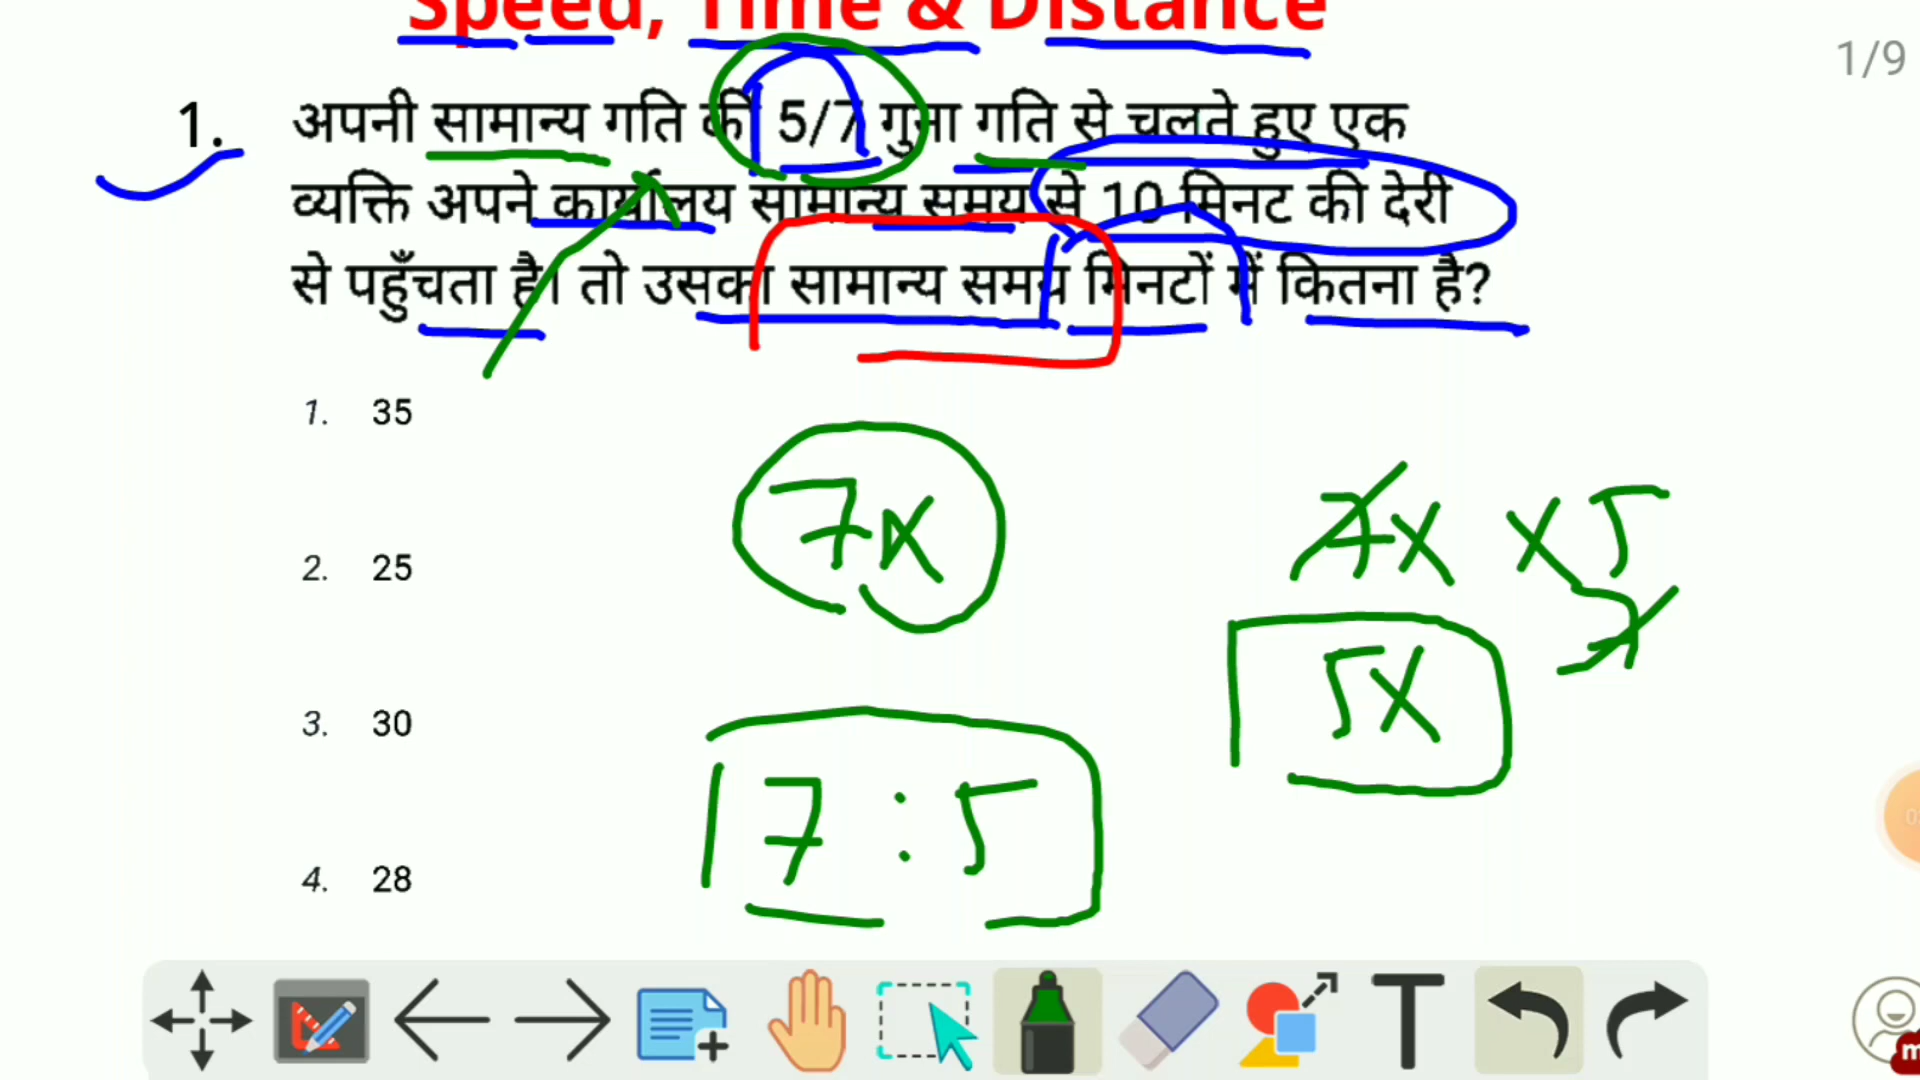 Speed, Time & Distance
1/9
1. अपनी सामान्य गति की 5/7 गुना गति से चलते हुए एक
व्यक्ति अपने कार्यालय सामान्य समय से 10 मिनट की देरी
से पहुँचता है। तो उसका सामान्य समय मिनटों में कितना है?
1. 35
2. 25
3. 30
4. 28
7x
7x x 5
7
5x
7 : 5
T